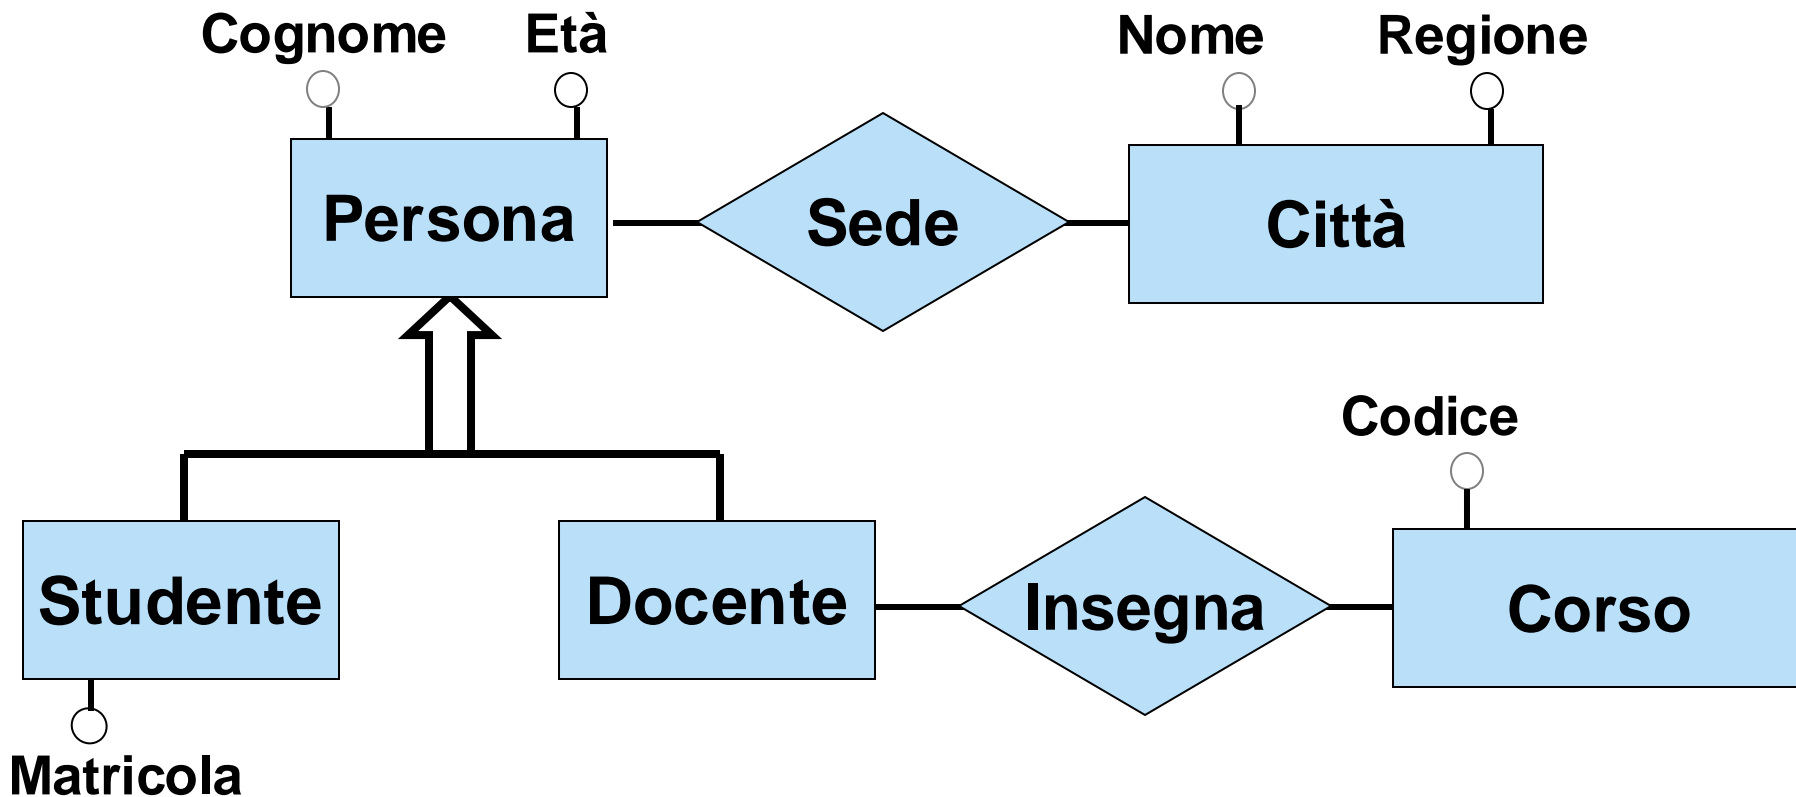 Cognome Età
Nome Regione
Persona
Sede
Città
Codice
Studente
Docente
Insegna
Corso
Matricola